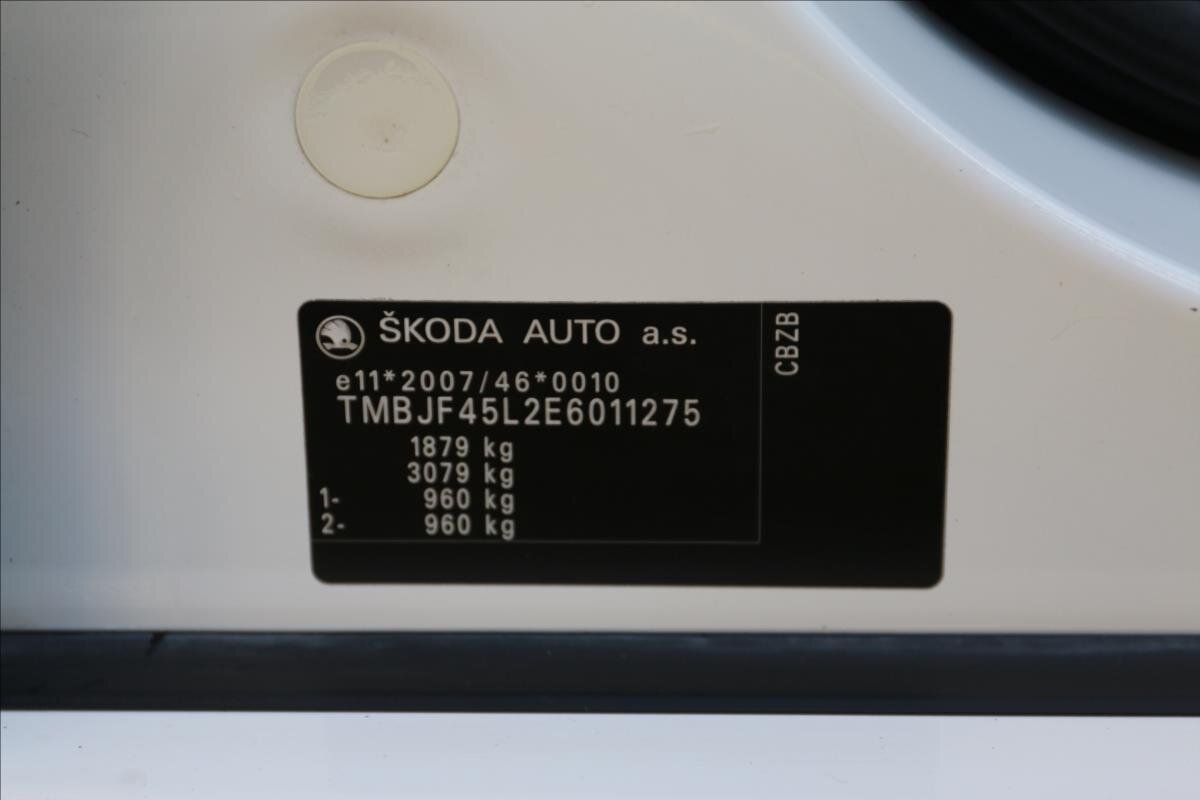 ŠKODA AUTO a.s.
e11*2007/46*0010
TMBJF45L2E6011275
1879 kg
3079 kg
1- 960 kg
2- 960 kg
CBZB